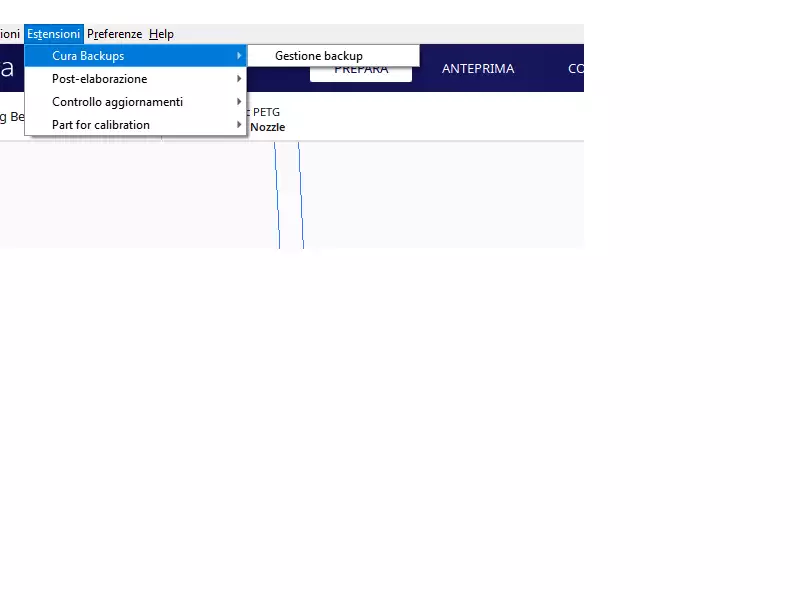 ioni Estensioni Preferenze Help
Cura Backups Gestione backup
a PREPARA ANTEPRIMA CO
Post-elaborazione
Controllo aggiornamenti
g Be c PETG
Part for calibration Nozzle